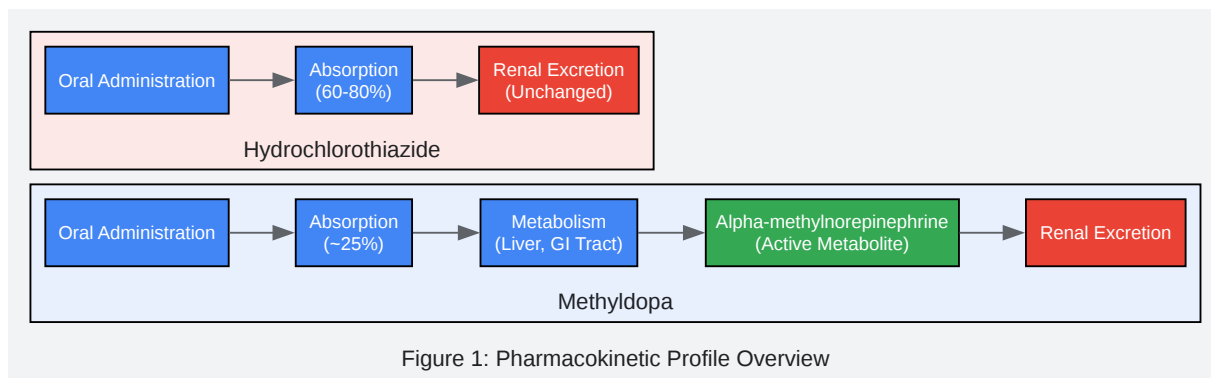 Oral Administration
Absorption
(60-80%)
Renal Excretion
(Unchanged)
Hydrochlorothiazide
Oral Administration
Absorption
(~25%)
Metabolism
(Liver, GI Tract)
Alpha-methylnorepinephrine
(Active Metabolite)
Renal Excretion
Methyldopa
Figure 1: Pharmacokinetic Profile Overview